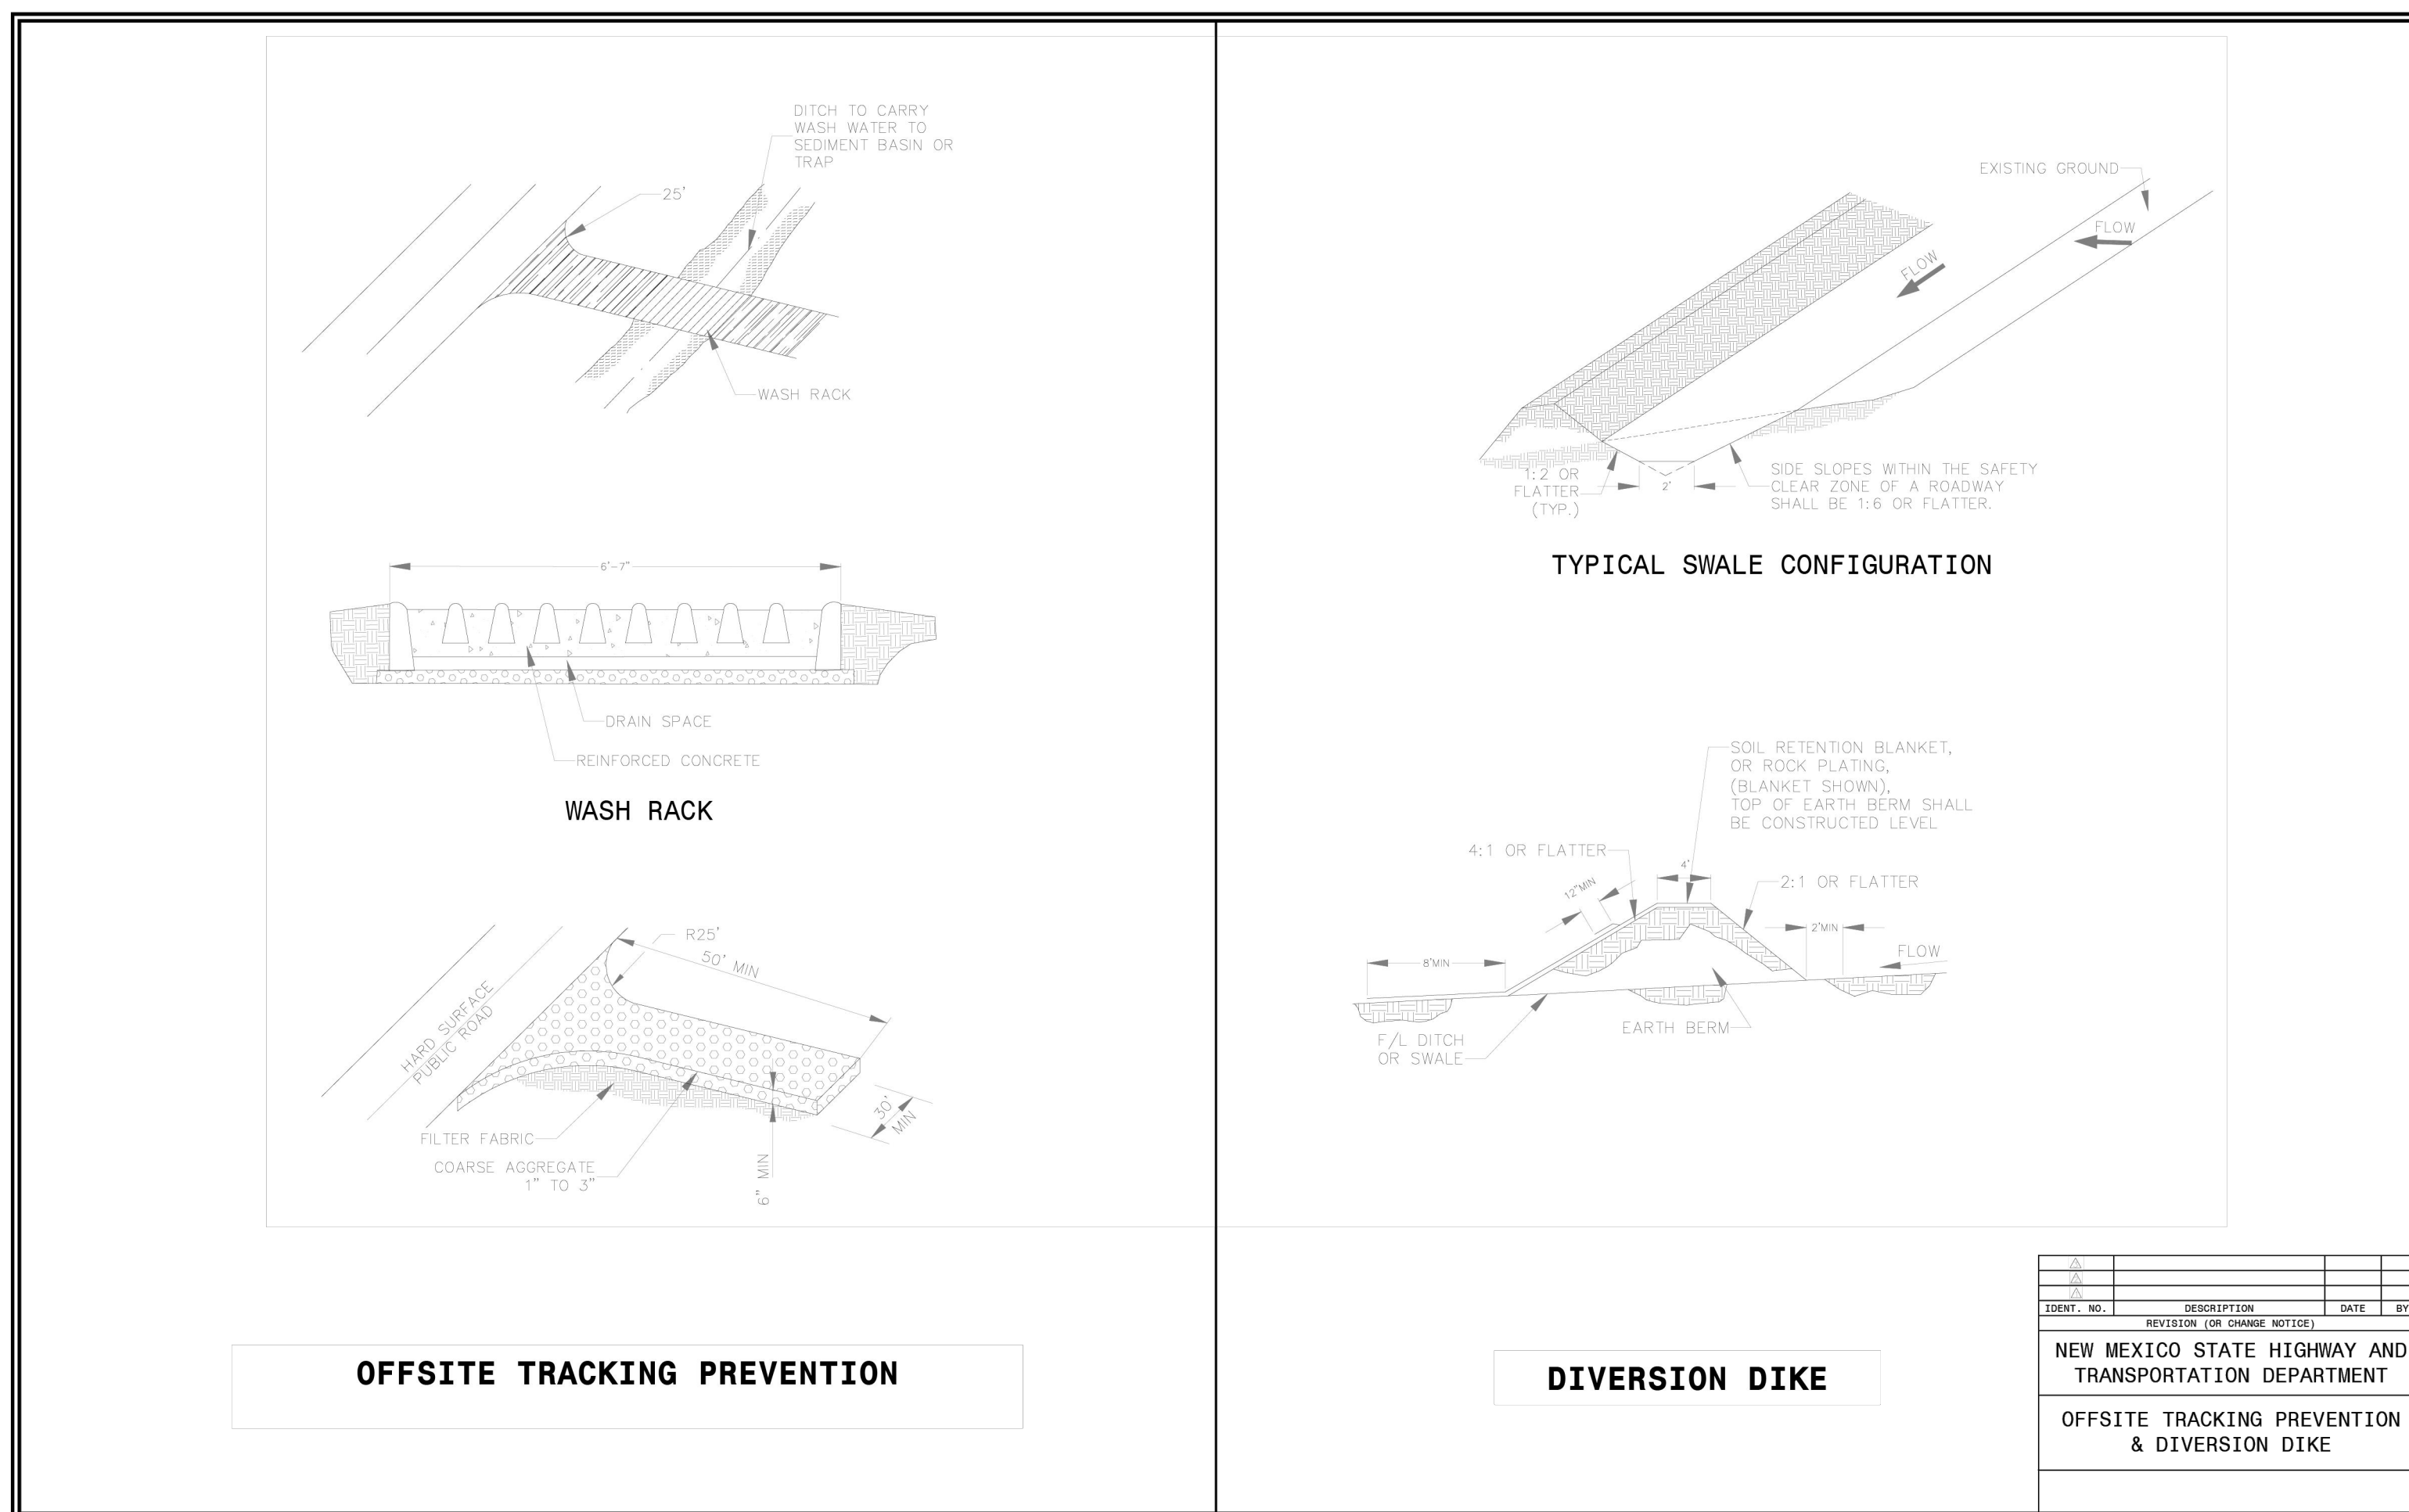 DITCH TO CARRY
WASH WATER TO
SEDIMENT BASIN OR
TRAP
25'
WASH RACK
6'-7"
DRAIN SPACE
REINFORCED CONCRETE
WASH RACK
R25'
50' MIN
HARD SURFACE
PUBLIC ROAD
30'
MIN
FILTER FABRIC
COARSE AGGREGATE
1" TO 3"
6" MIN
OFFSITE TRACKING PREVENTION
EXISTING GROUND
FLOW
FLOW
1:2 OR
FLATTER
(TYP.)
2'
SIDE SLOPES WITHIN THE SAFETY
CLEAR ZONE OF A ROADWAY
SHALL BE 1:6 OR FLATTER.
TYPICAL SWALE CONFIGURATION
SOIL RETENTION BLANKET,
OR ROCK PLATING,
(BLANKET SHOWN),
TOP OF EARTH BERM SHALL
BE CONSTRUCTED LEVEL
4:1 OR FLATTER
4'
12"MIN
2:1 OR FLATTER
2'MIN
8'MIN
FLOW
EARTH BERM
F/L DITCH
OR SWALE
DIVERSION DIKE
IDENT. NO. DESCRIPTION DATE BY
REVISION (OR CHANGE NOTICE)
NEW MEXICO STATE HIGHWAY AND
TRANSPORTATION DEPARTMENT
OFFSITE TRACKING PREVENTION
& DIVERSION DIKE